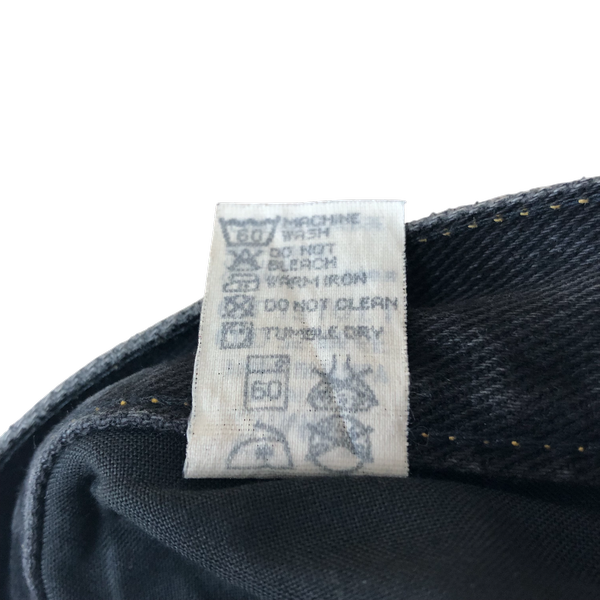 60 MACHINE
WASH
DO NOT
BLEACH
WARM IRON
DO NOT CLEAN
TUMBLE DRY
60